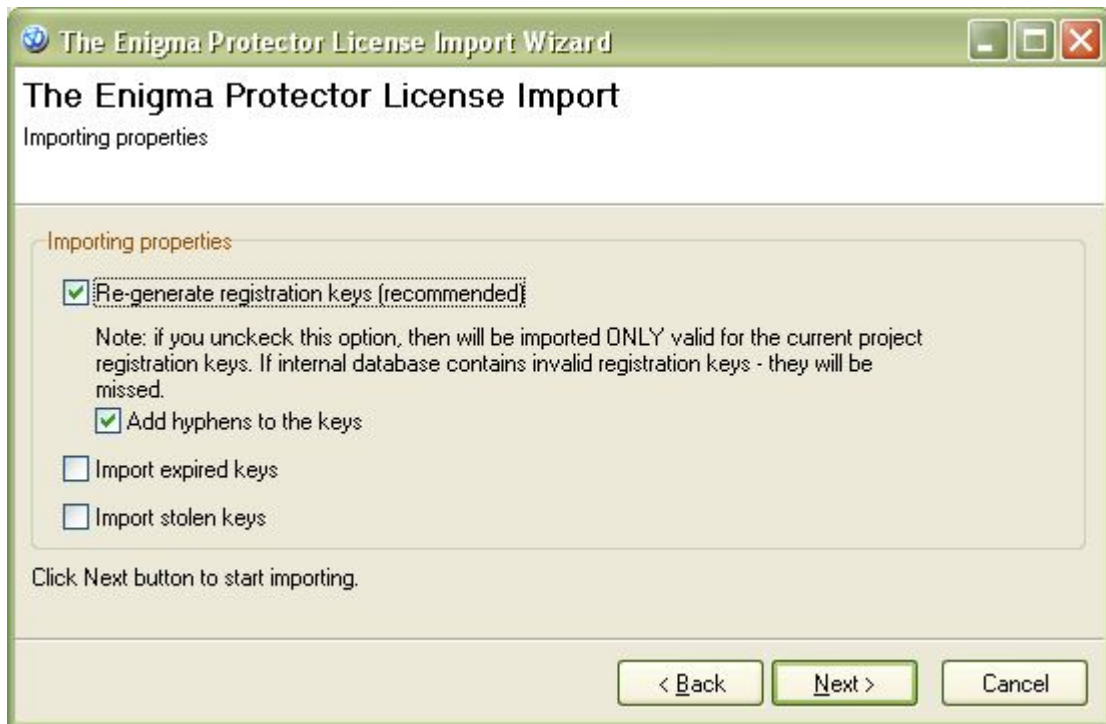 The Enigma Protector License Import Wizard
The Enigma Protector License Import
Importing properties
Importing properties
Re-generate registration keys (recommended)
Note: if you unckeck this option, then will be imported ONLY valid for the current project
registration keys. If internal database contains invalid registration keys - they will be
missed.
Add hyphens to the keys
Import expired keys
Import stolen keys
Click Next button to start importing.
< Back
Next >
Cancel